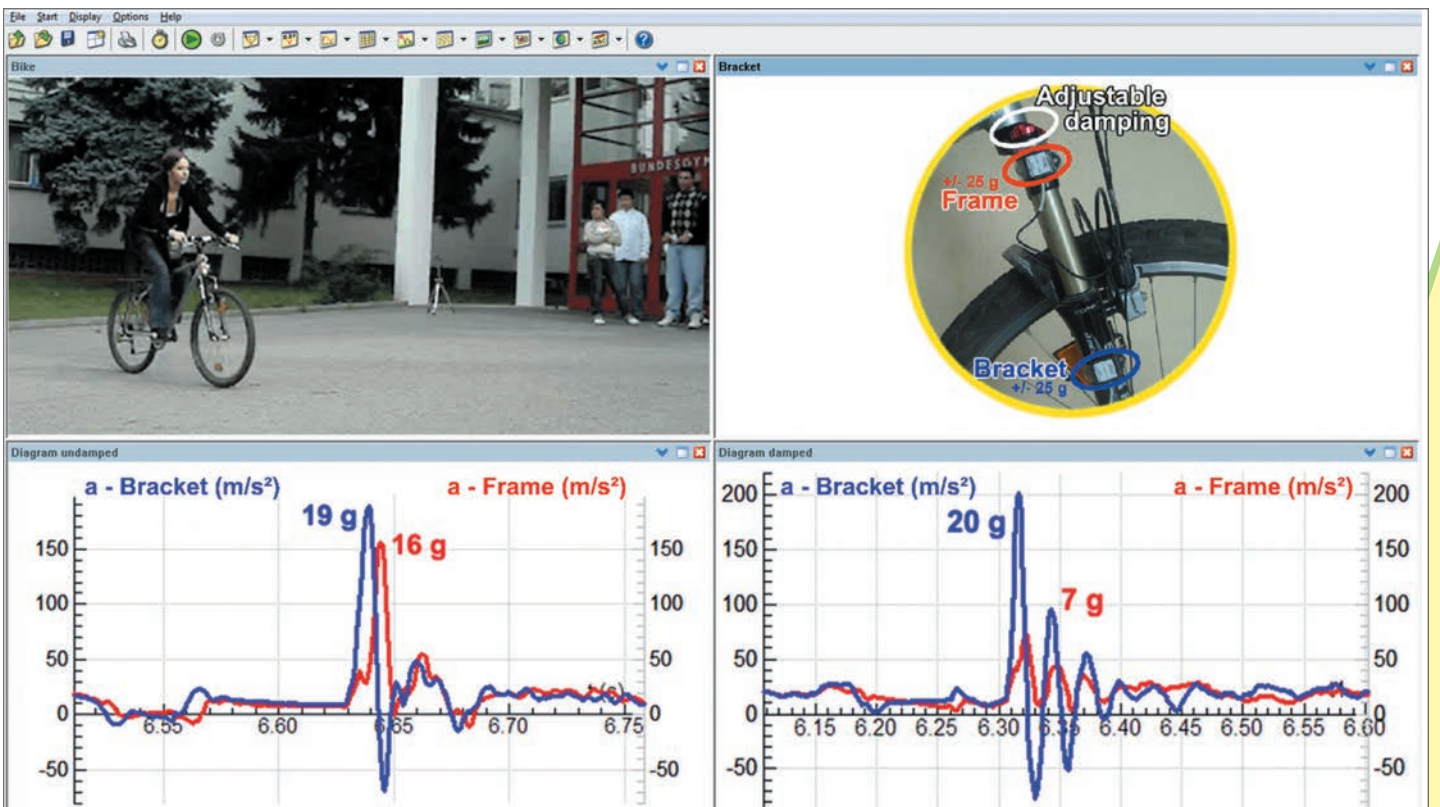 File Start Display Options Help
Bike
BUNDESGY
Bracket
Adjustable
damping
+/- 25 g
Frame
Bracket
+/- 25 g
Diagram undamped
a - Bracket (m/s²)
a - Frame (m/s²)
19 g
16 g
150
100
50
0
-50
150
100
50
0
-50
6.55
6.60
6.65
6.70
6.75
Diagram damped
a - Bracket (m/s²)
a - Frame (m/s²)
20 g
7 g
200
150
100
50
0
-50
200
150
100
50
0
-50
6.15 6.20 6.25 6.30 6.35 6.40 6.45 6.50 6.55 6.60